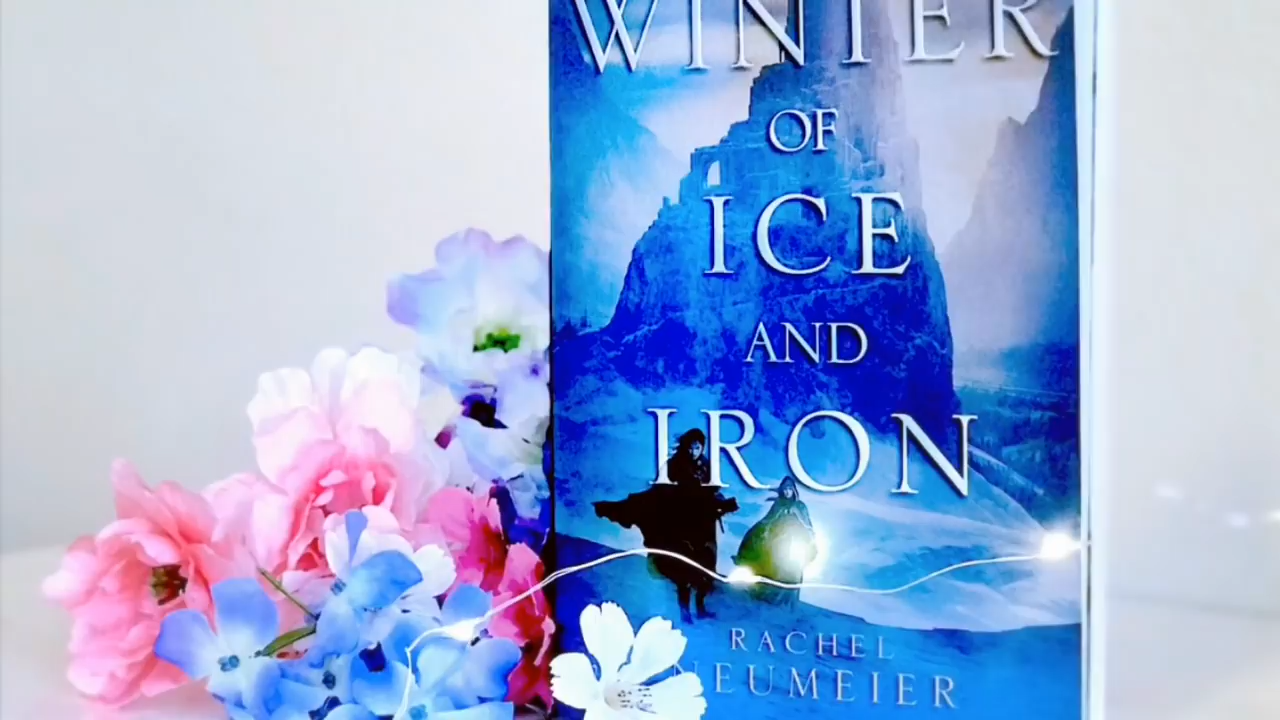 WINTER
OF
ICE
AND
IRON
RACHEL
NEUMEIER